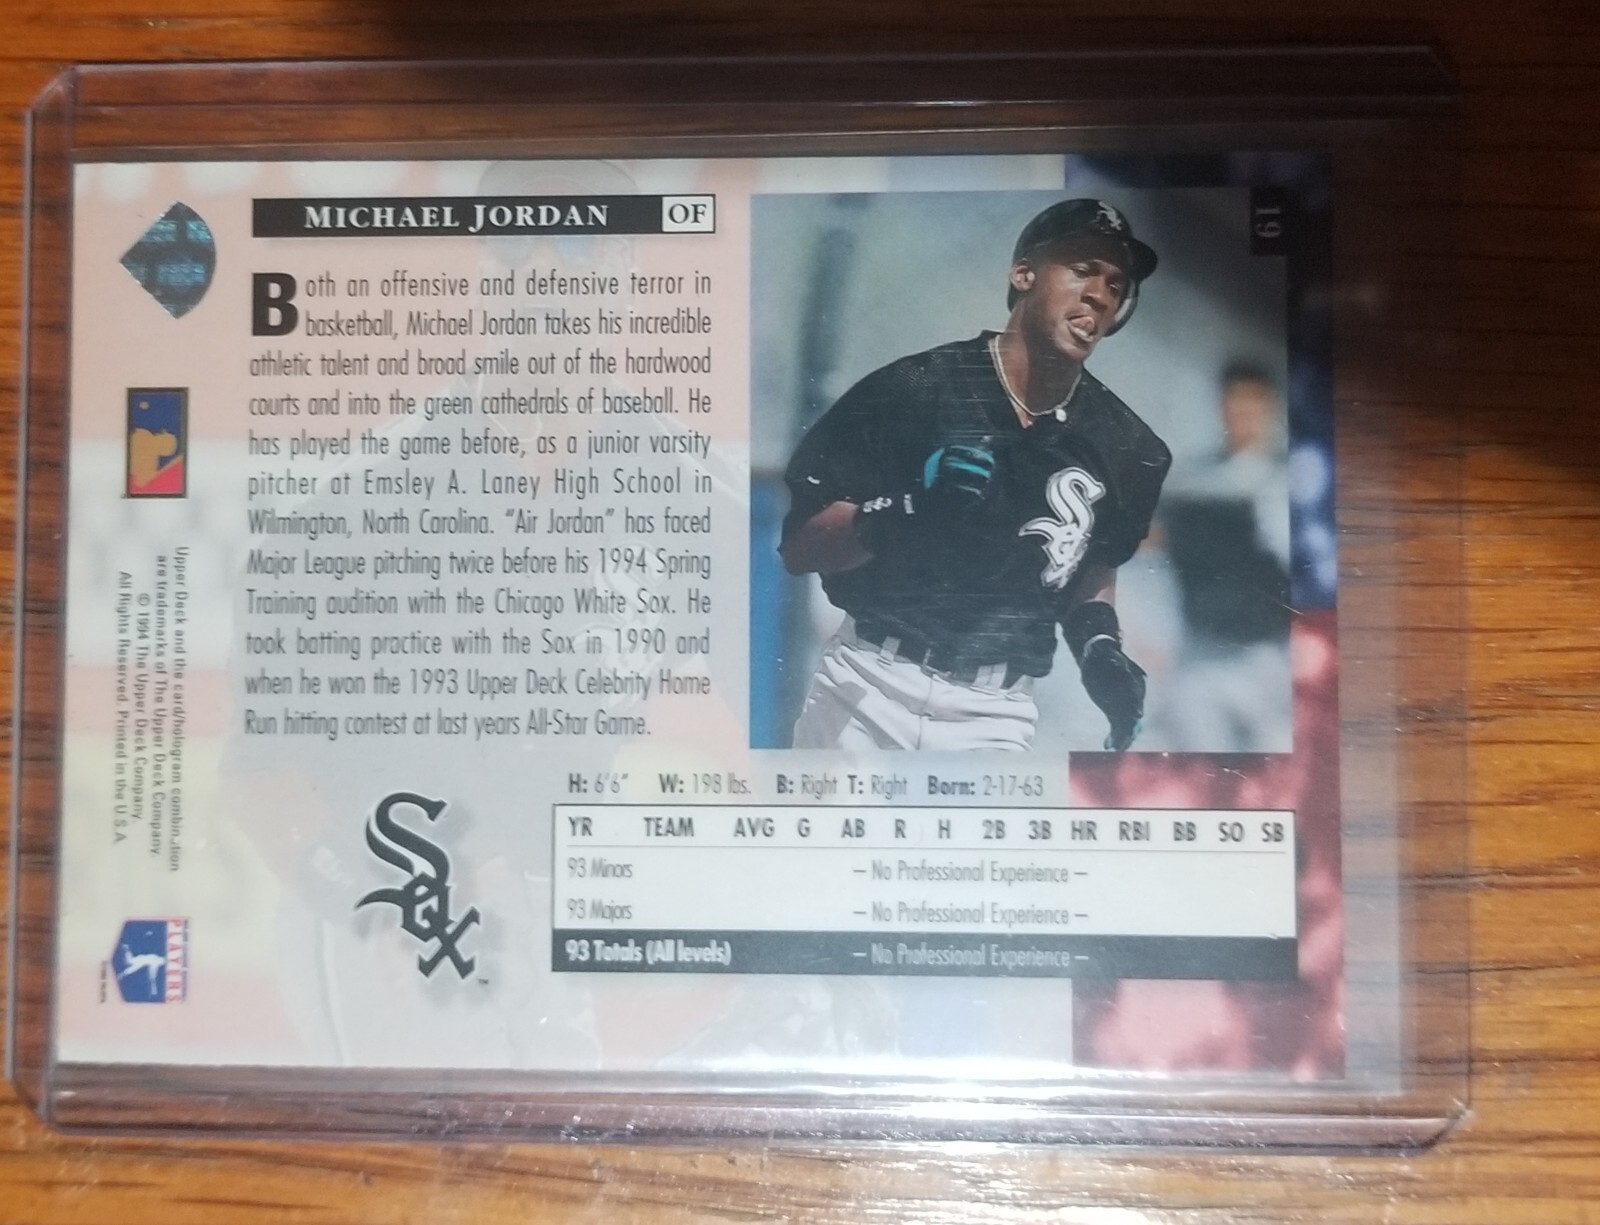 MICHAEL JORDAN OF
19
Both an offensive and defensive terror in
basketball, Michael Jordan takes his incredible
athletic talent and broad smile out of the hardwood
courts and into the green cathedrals of baseball. He
has played the game before, as a junior varsity
pitcher at Emsley A. Laney High School in
Wilmington, North Carolina. "Air Jordan" has faced
Major League pitching twice before his 1994 Spring
Training audition with the Chicago White Sox. He
took batting practice with the Sox in 1990 and
when he won the 1993 Upper Deck Celebrity Home
Run hitting contest at last years All-Star Game.
Sox
SOX™
H: 6'6" W: 198 lbs. B: Right T: Right Born: 2-17-63
YR TEAM AVG G AB R H 2B 3B HR RBI BB SO SB
93 Minors – No Professional Experience –
93 Majors – No Professional Experience –
93 Totals (All levels) – No Professional Experience –
Upper Deck and the card/hologram combination
are trademarks of The Upper Deck Company.
© 1994 The Upper Deck Company.
All Rights Reserved. Printed in the U.S.A.
PLAYERS